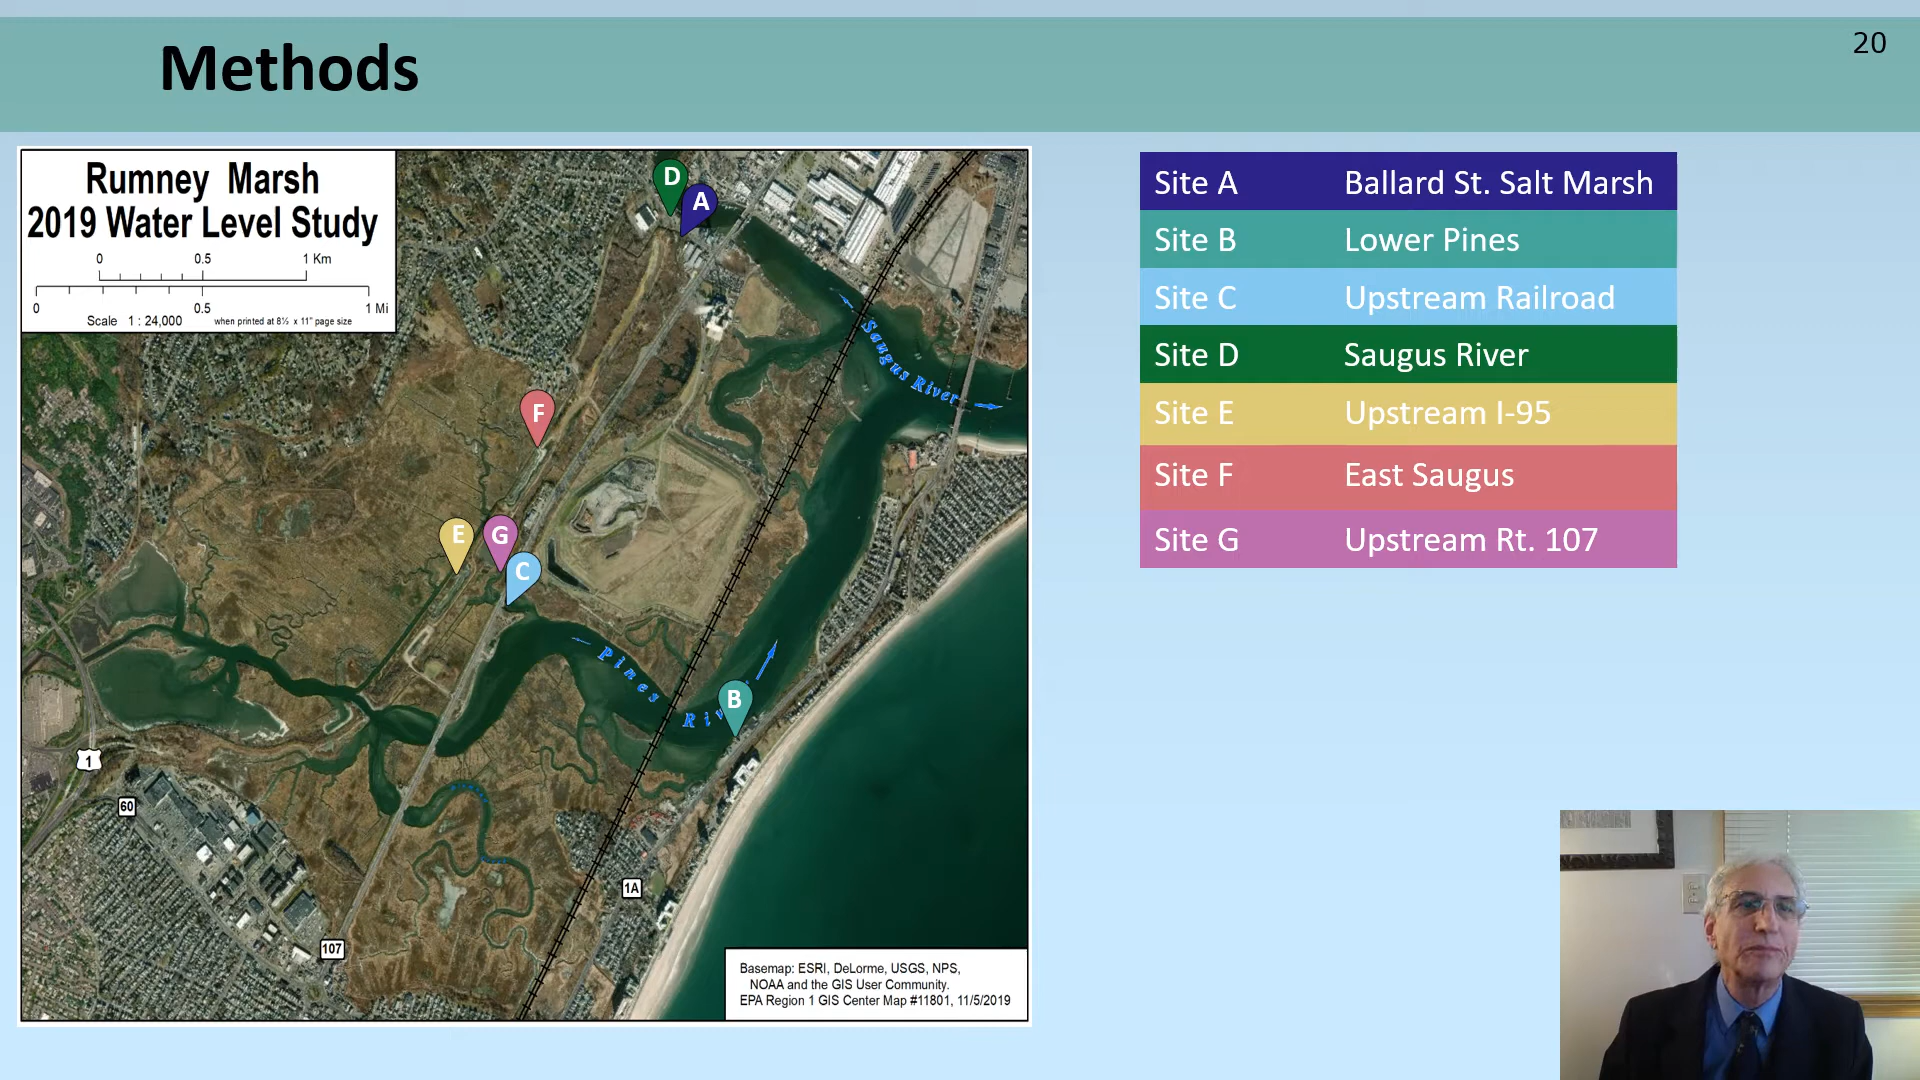 Methods
20
Rumney Marsh
2019 Water Level Study
0 0.5 1 Km
0 0.5 1 Mi
Scale 1 : 24,000 when printed at 8½ x 11" page size
D
A
Saugus River
F
E
G
C
Pines
Riv
B
1
60
107
1A
Basemap: ESRI, DeLorme, USGS, NPS,
NOAA and the GIS User Community.
EPA Region 1 GIS Center Map #11801, 11/5/2019
Site A Ballard St. Salt Marsh
Site B Lower Pines
Site C Upstream Railroad
Site D Saugus River
Site E Upstream I-95
Site F East Saugus
Site G Upstream Rt. 107